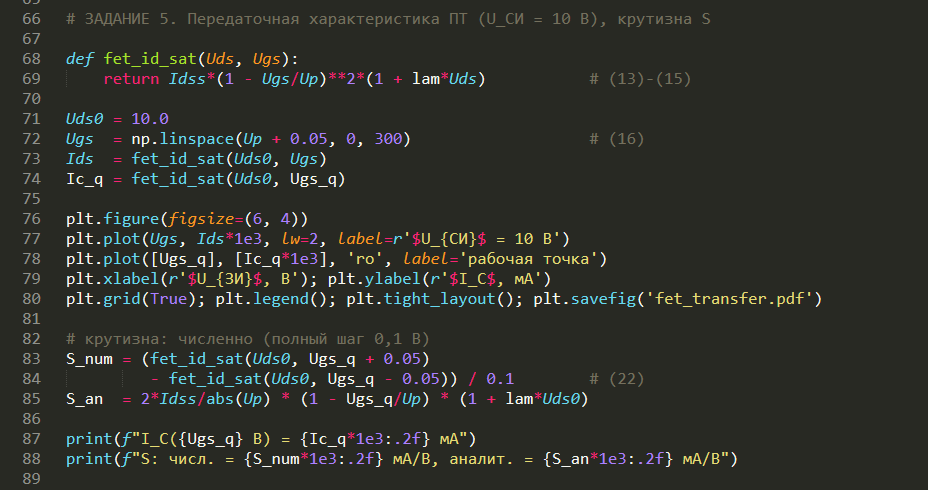 66 # ЗАДАНИЕ 5. Передаточная характеристика ПТ (U_СИ = 10 В), крутизна S
67
68 def fet_id_sat(Uds, Ugs):
69     return Idss*(1 - Ugs/Up)**2*(1 + lam*Uds)           # (13)-(15)
70
71 Uds0 = 10.0
72 Ugs  = np.linspace(Up + 0.05, 0, 300)                   # (16)
73 Ids  = fet_id_sat(Uds0, Ugs)
74 Ic_q = fet_id_sat(Uds0, Ugs_q)
75
76 plt.figure(figsize=(6, 4))
77 plt.plot(Ugs, Ids*1e3, lw=2, label=r'$U_{СИ}$ = 10 В')
78 plt.plot([Ugs_q], [Ic_q*1e3], 'ro', label='рабочая точка')
79 plt.xlabel(r'$U_{ЗИ}$, В'); plt.ylabel(r'$I_C$, мА')
80 plt.grid(True); plt.legend(); plt.tight_layout(); plt.savefig('fet_transfer.pdf')
81
82 # крутизна: численно (полный шаг 0,1 В)
83 S_num = (fet_id_sat(Uds0, Ugs_q + 0.05)
84          - fet_id_sat(Uds0, Ugs_q - 0.05)) / 0.1        # (22)
85 S_an  = 2*Idss/abs(Up) * (1 - Ugs_q/Up) * (1 + lam*Uds0)
86
87 print(f"I_C({Ugs_q} В) = {Ic_q*1e3:.2f} мА")
88 print(f"S: числ. = {S_num*1e3:.2f} мА/В, аналит. = {S_an*1e3:.2f} мА/В")
89